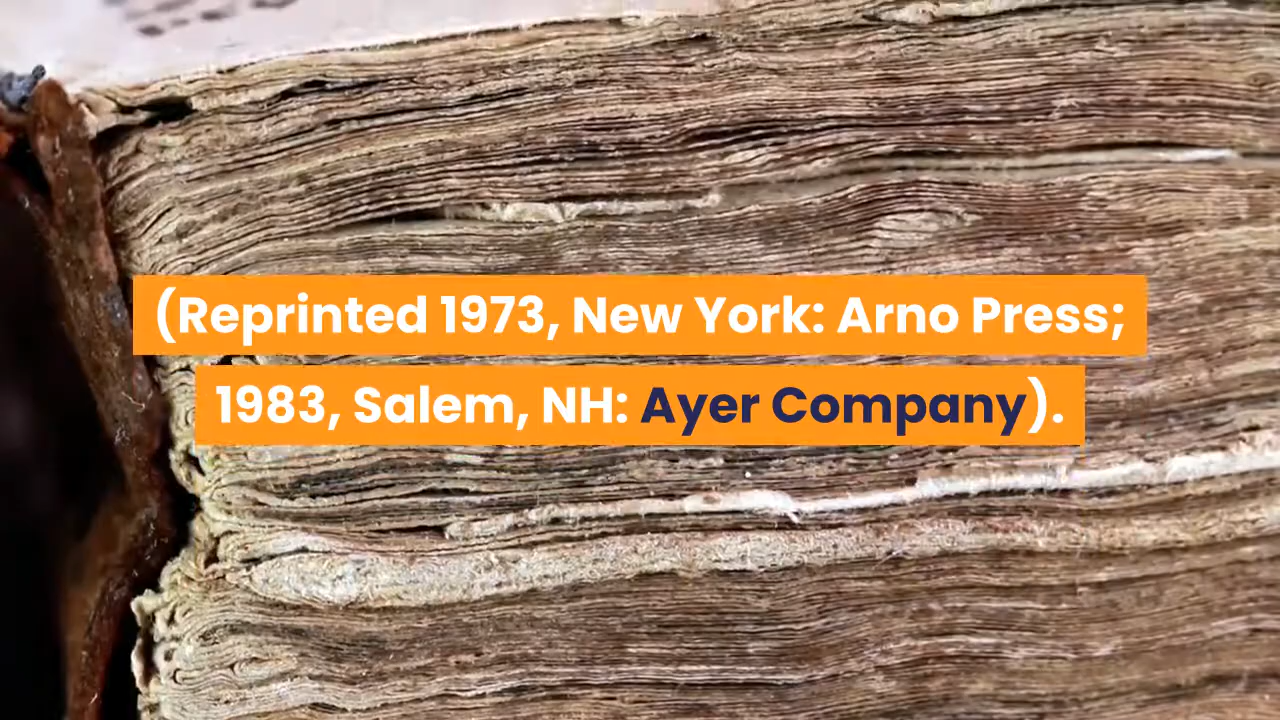 (Reprinted 1973, New York: Arno Press;
1983, Salem, NH: Ayer Company).